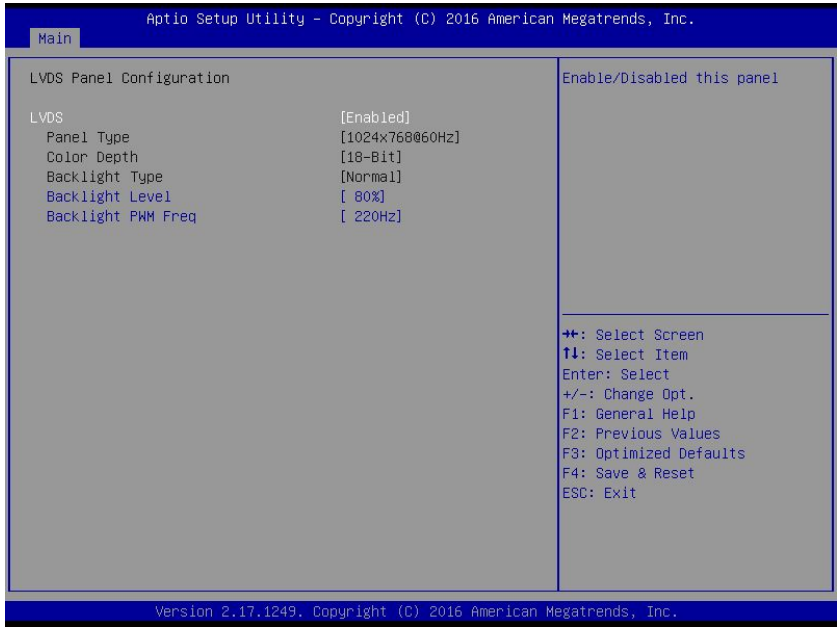 Aptio Setup Utility – Copyright (C) 2016 American Megatrends, Inc.
Main
LVDS Panel Configuration
LVDS [Enabled]
Panel Type [1024x768@60Hz]
Color Depth [18-Bit]
Backlight Type [Normal]
Backlight Level [ 80%]
Backlight PWM Freq [ 220Hz]
Enable/Disabled this panel
→←: Select Screen
↑↓: Select Item
Enter: Select
+/-: Change Opt.
F1: General Help
F2: Previous Values
F3: Optimized Defaults
F4: Save & Reset
ESC: Exit
Version 2.17.1249. Copyright (C) 2016 American Megatrends, Inc.